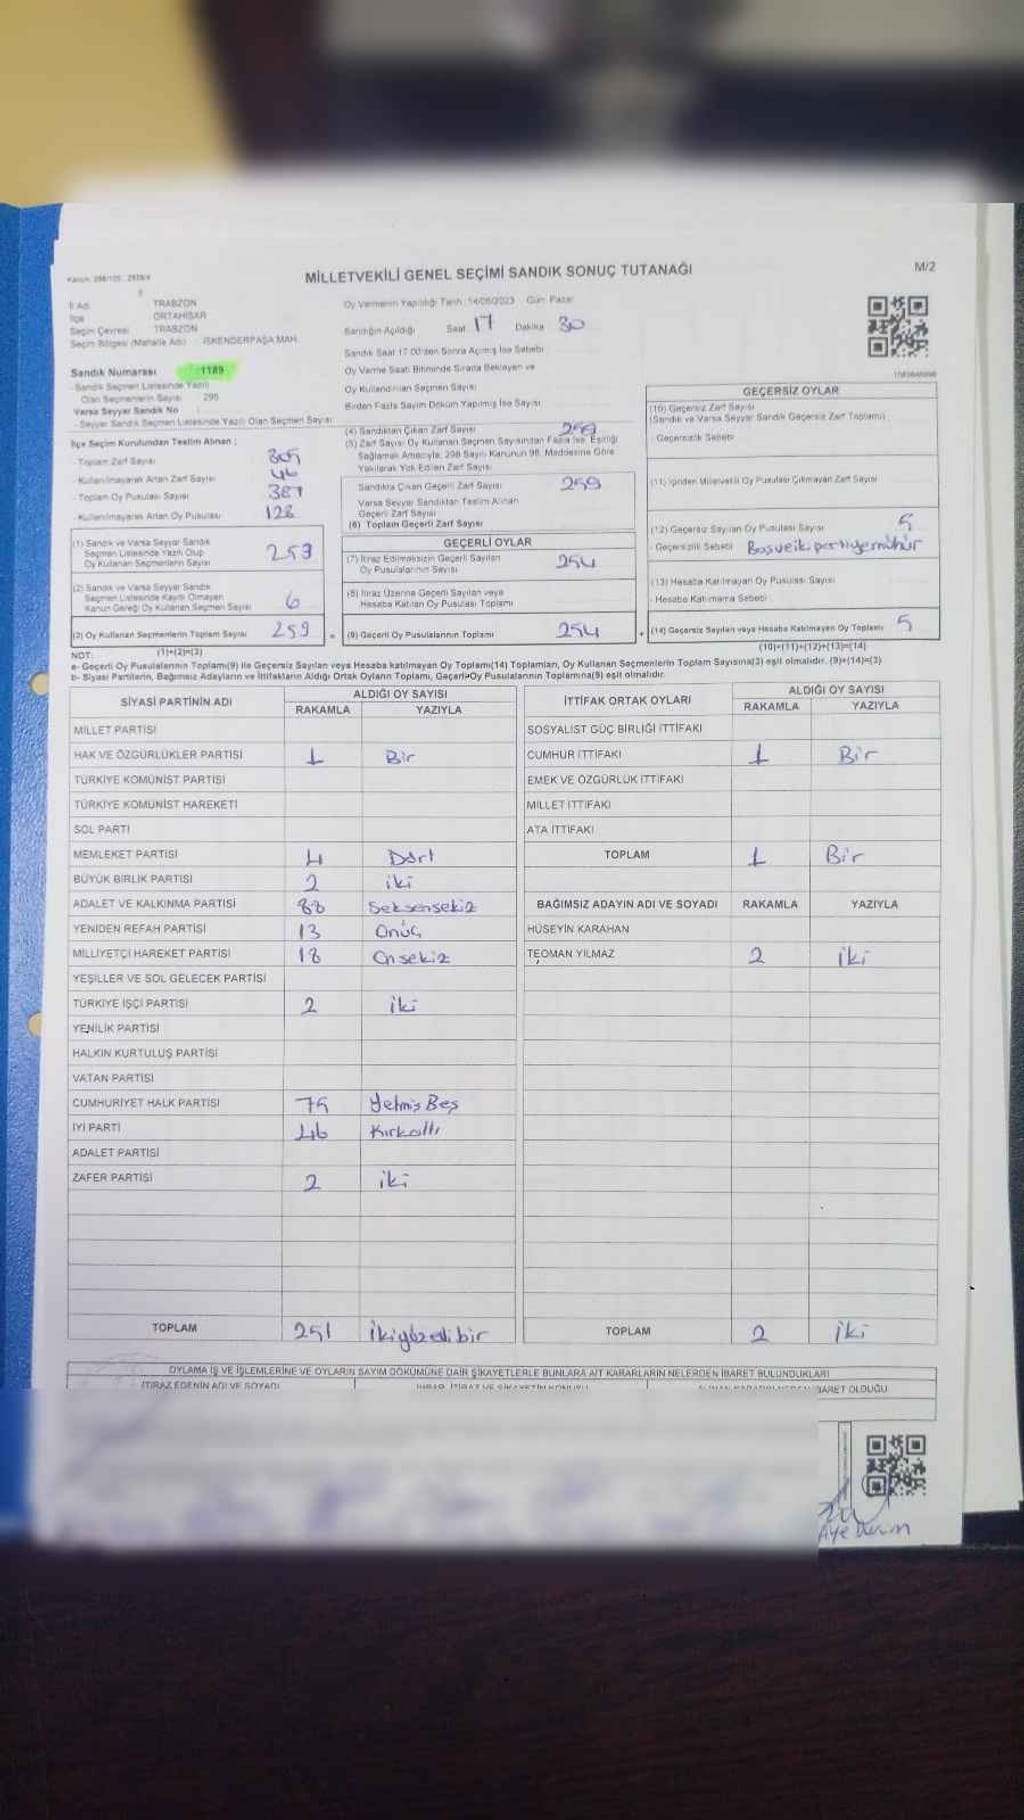 MİLLETVEKİLİ GENEL SEÇİMİ SANDIK SONUÇ TUTANAĞI
M/2
İl Adı TRABZON
İlçe ORTAHİSAR
Seçim Çevresi TRABZON
Seçim Bölgesi (Mahalle Adı) İSKENDERPAŞA MAH.
Oy Vermenin Yapıldığı Tarih: 14/05/2023 Gün: Pazar
Sandığın Açıldığı Saat 17 Dakika 30
Sandık Saat 17.00'den Sonra Açılmış İse Sebebi
Sandık Numarası 1189
- Sandık Seçmen Listesinde Yazılı
Olan Seçmenlerin Sayısı 295
Varsa Seyyar Sandık No
- Seyyar Sandık Seçmen Listesinde Yazılı Olan Seçmen Sayısı
Oy Verme Saati Bitiminde Sırada Bekleyen ve
Oy Kullandırılan Seçmen Sayısı
Birden Fazla Sayım Döküm Yapılmış İse Sayısı
İlçe Seçim Kurulundan Teslim Alınan ;
- Toplam Zarf Sayısı 305
- Kullanılmayarak Artan Zarf Sayısı 46
- Toplam Oy Pusulası Sayısı 387
- Kullanılmayarak Artan Oy Pusulası 128
(1) Sandık ve Varsa Seyyar Sandık
Seçmen Listesinde Yazılı Olup
Oy Kullanan Seçmenlerin Sayısı 253
(2) Sandık ve Varsa Seyyar Sandık
Seçmen Listesinde Kayıtlı Olmayan
Kanun Gereği Oy Kullanan Seçmen Sayısı 6
(3) Oy Kullanan Seçmenlerin Toplam Sayısı 259
(4) Sandıktan Çıkan Zarf Sayısı 259
(5) Zarf Sayısı Oy Kullanan Seçmen Sayısından Fazla İse, Eşitliği
Sağlamak Amacıyla, 298 Sayılı Kanunun 98. Maddesine Göre
Yakılarak Yok Edilen Zarf Sayısı
Sandıkta Çıkan Geçerli Zarf Sayısı 259
Varsa Seyyar Sandıktan Teslim Alınan
Geçerli Zarf Sayısı
(6) Toplam Geçerli Zarf Sayısı
GEÇERLİ OYLAR
(7) İtiraz Edilmeksizin Geçerli Sayılan
Oy Pusulalarının Sayısı 254
(8) İtiraz Üzerine Geçerli Sayılan veya
Hesaba Katılan Oy Pusulası Toplamı
(9) Geçerli Oy Pusulalarının Toplamı 254
GEÇERSİZ OYLAR
(10) Geçersiz Zarf Sayısı
(Sandık ve Varsa Seyyar Sandık Geçersiz Zarf Toplamı)
- Geçersizlik Sebebi
(11) İçinden Milletvekili Oy Pusulası Çıkmayan Zarf Sayısı
(12) Geçersiz Sayılan Oy Pusulası Sayısı 5
- Geçersizlik Sebebi Başveikipartiyemühür
(13) Hesaba Katılmayan Oy Pusulası Sayısı
- Hesaba Katılmama Sebebi
(14) Geçersiz Sayılan veya Hesaba Katılmayan Oy Toplamı 5
NOT: (1)+(2)=(3) (10)+(11)+(12)+(13)=(14)
a- Geçerli Oy Pusulalarının Toplamı(9) ile Geçersiz Sayılan veya Hesaba katılmayan Oy Toplamı(14) Toplamları, Oy Kullanan Seçmenlerin Toplam Sayısına(3) eşit olmalıdır. (9)+(14)=(3)
b- Siyasi Partilerin, Bağımsız Adayların ve İttifakların Aldığı Ortak Oyların Toplamı, Geçerli Oy Pusulalarının Toplamına(9) eşit olmalıdır.
SİYASİ PARTİNİN ADI ALDIĞI OY SAYISI
RAKAMLA YAZIYLA
MİLLET PARTİSİ
HAK VE ÖZGÜRLÜKLER PARTİSİ 1 Bir
TÜRKİYE KOMÜNİST PARTİSİ
TÜRKİYE KOMÜNİST HAREKETİ
SOL PARTİ
MEMLEKET PARTİSİ 4 Dört
BÜYÜK BİRLİK PARTİSİ 2 iki
ADALET VE KALKINMA PARTİSİ 88 Seksensekiz
YENİDEN REFAH PARTİSİ 13 Onüç
MİLLİYETÇİ HAREKET PARTİSİ 18 Onsekiz
YEŞİLLER VE SOL GELECEK PARTİSİ
TÜRKİYE İŞÇİ PARTİSİ 2 iki
YENİLİK PARTİSİ
HALKIN KURTULUŞ PARTİSİ
VATAN PARTİSİ
CUMHURİYET HALK PARTİSİ 75 Yetmiş Beş
İYİ PARTİ 46 Kırkaltı
ADALET PARTİSİ
ZAFER PARTİSİ 2 iki
TOPLAM 251 ikiyüzellibir
İTTİFAK ORTAK OYLARI ALDIĞI OY SAYISI
RAKAMLA YAZIYLA
SOSYALİST GÜÇ BİRLİĞİ İTTİFAKI
CUMHUR İTTİFAKI 1 Bir
EMEK VE ÖZGÜRLÜK İTTİFAKI
MİLLET İTTİFAKI
ATA İTTİFAKI
TOPLAM 1 Bir
BAĞIMSIZ ADAYIN ADI VE SOYADI RAKAMLA YAZIYLA
HÜSEYİN KARAHAN
TEOMAN YILMAZ 2 iki
TOPLAM 2 iki
OYLAMA İŞ VE İŞLEMLERİNE VE OYLARIN SAYIM DÖKÜMÜNE DAİR ŞİKAYETLERLE BUNLARA AİT KARARLARIN NELERDEN İBARET BULUNDUKLARI
İTİRAZ EDENİN ADI VE SOYADI
İBARET OLDUĞU